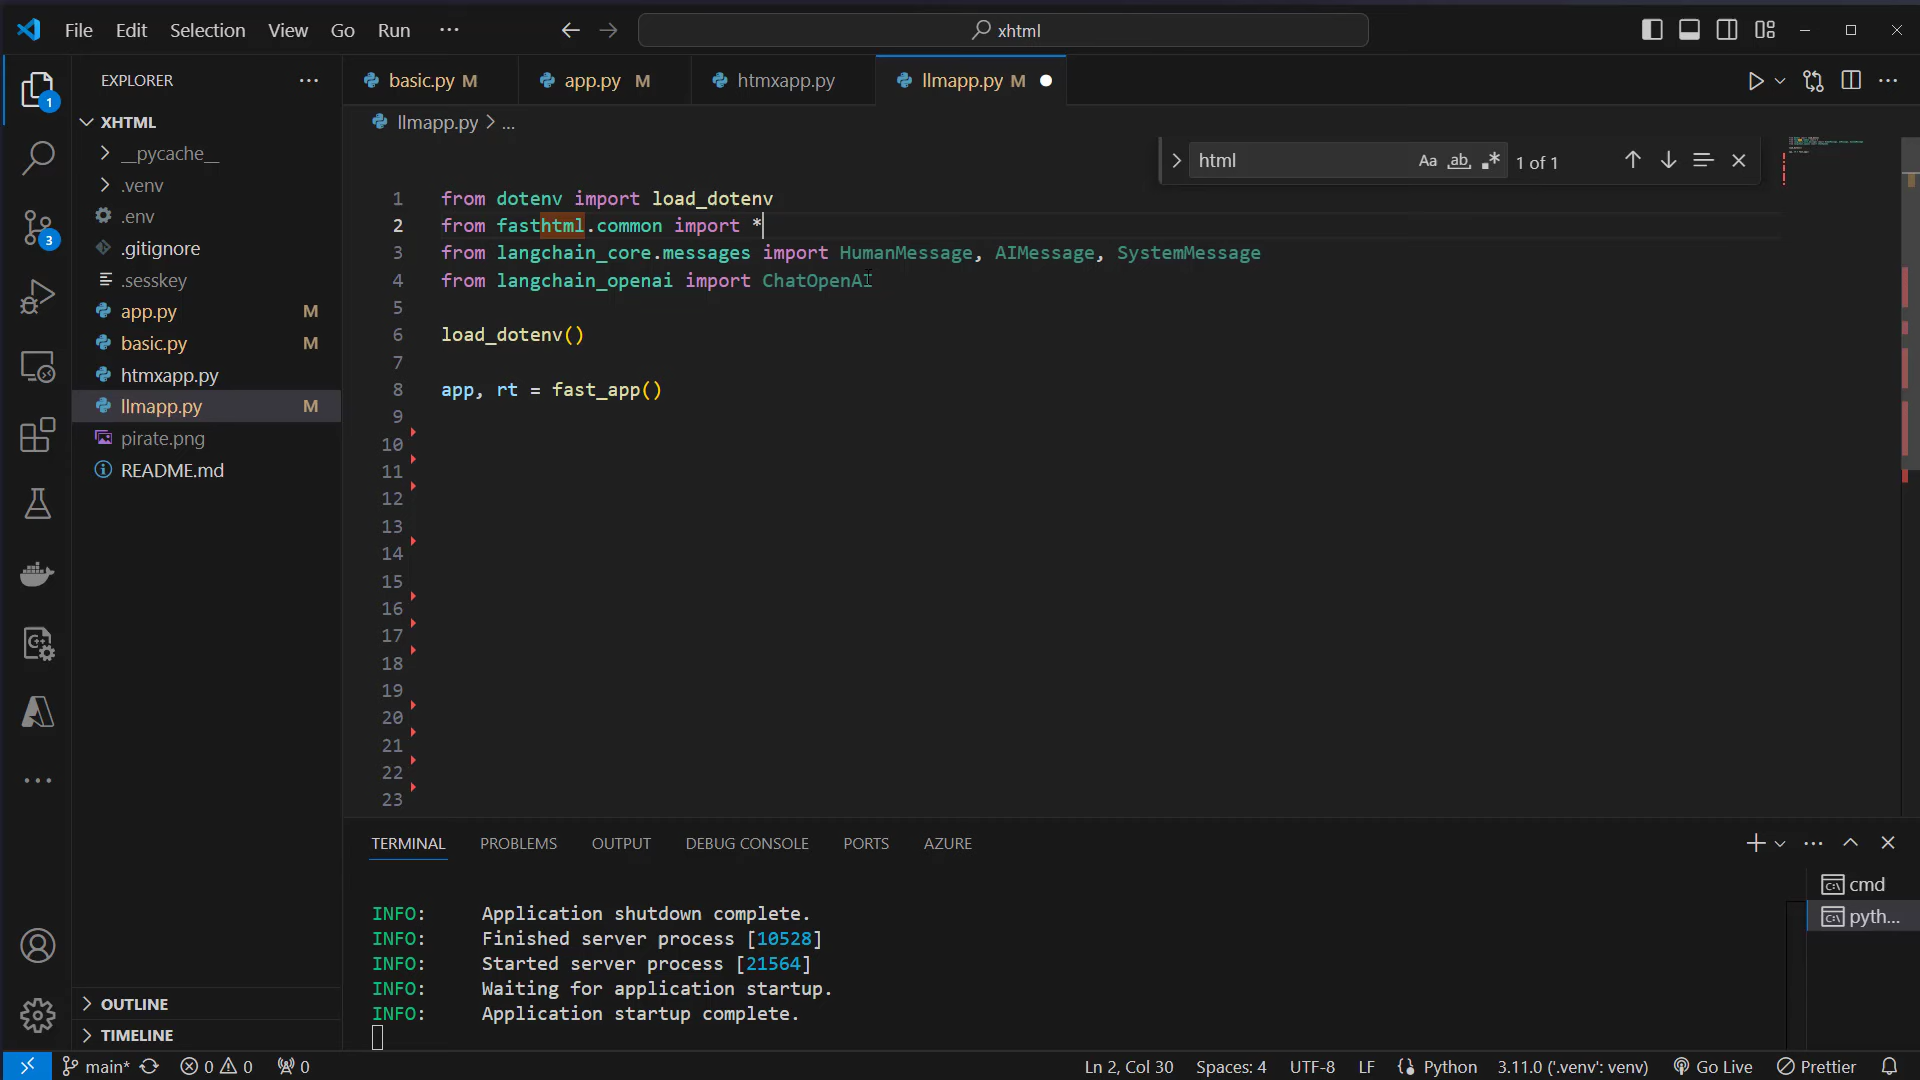 File Edit Selection View Go Run ···
xhtml
EXPLORER
XHTML
__pycache__
.venv
.env
.gitignore
.sesskey
app.py M
basic.py M
htmxapp.py
llmapp.py M
pirate.png
README.md
OUTLINE
TIMELINE
1
3
basic.py M
app.py M
htmxapp.py
llmapp.py M
llmapp.py > ...
html
Aa ab
1 of 1
1 from dotenv import load_dotenv
2 from fasthtml.common import *
3 from langchain_core.messages import HumanMessage, AIMessage, SystemMessage
4 from langchain_openai import ChatOpenAI
5
6 load_dotenv()
7
8 app, rt = fast_app()
9
10
11
12
13
14
15
16
17
18
19
20
21
22
23
TERMINAL PROBLEMS OUTPUT DEBUG CONSOLE PORTS AZURE
INFO: Application shutdown complete.
INFO: Finished server process [10528]
INFO: Started server process [21564]
INFO: Waiting for application startup.
INFO: Application startup complete.
cmd
pyth...
main* 0 0 0 Ln 2, Col 30 Spaces: 4 UTF-8 LF Python 3.11.0 ('.venv': venv) Go Live Prettier